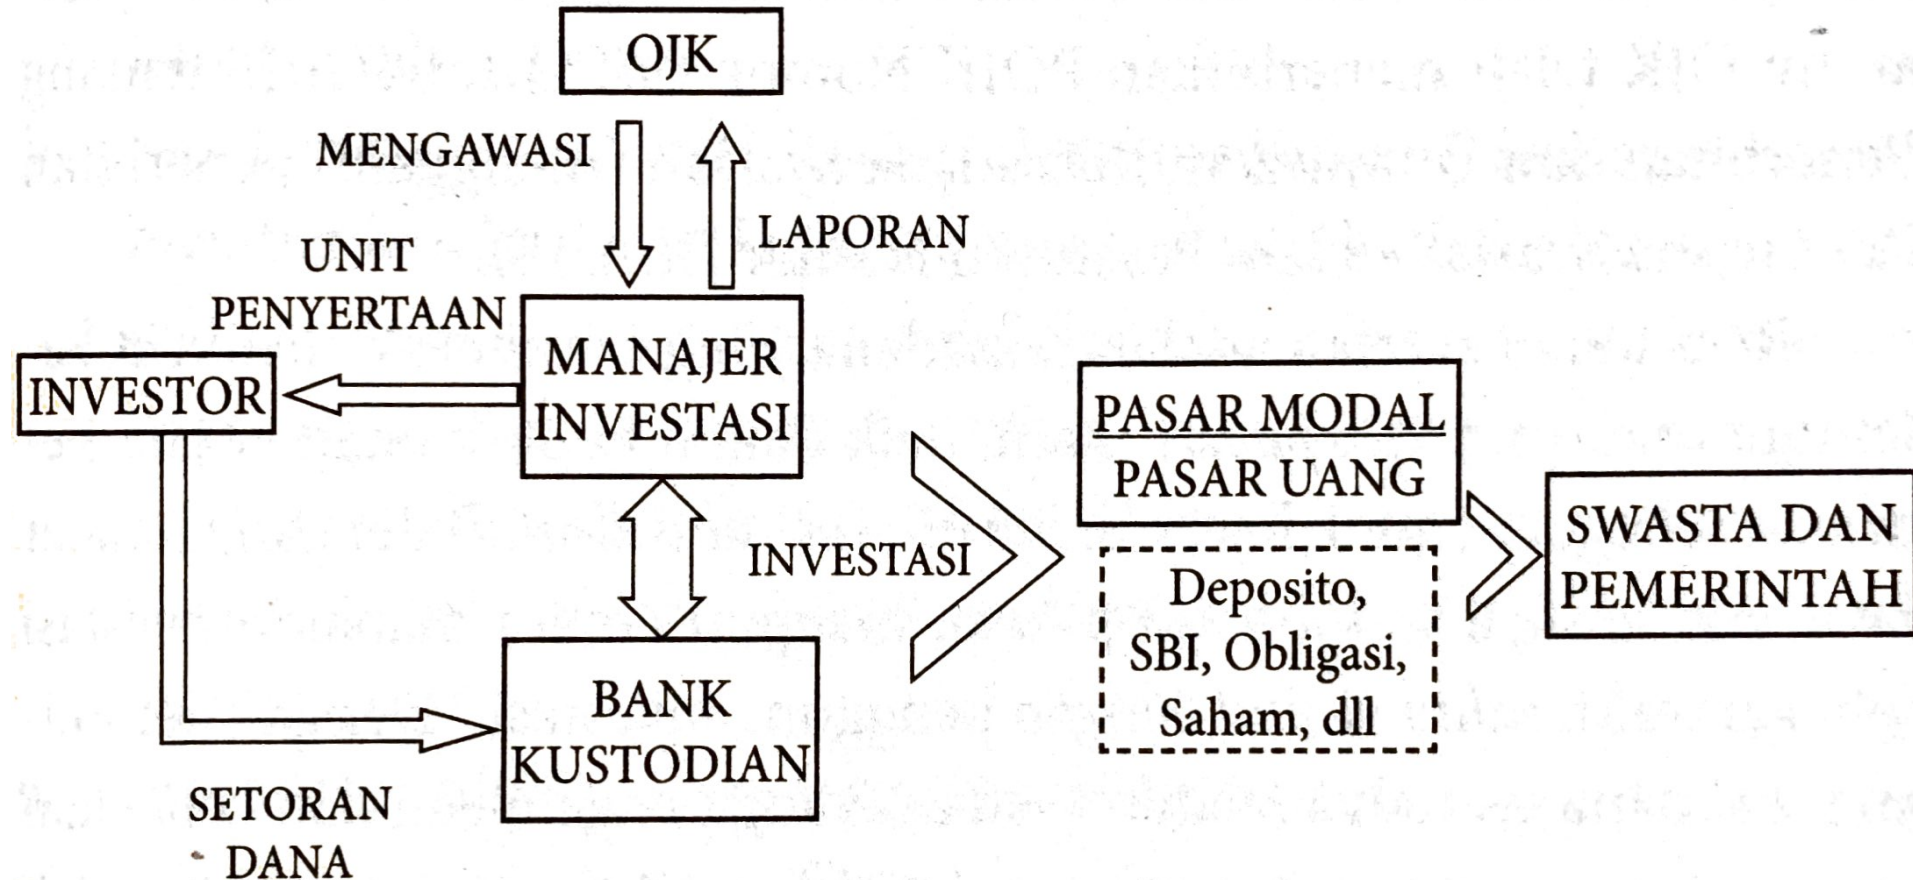 OJK
MENGAWASI
LAPORAN
UNIT
PENYERTAAN
INVESTOR
MANAJER
INVESTASI
INVESTASI
BANK
KUSTODIAN
SETORAN
DANA
PASAR MODAL
PASAR UANG
Deposito,
SBI, Obligasi,
Saham, dll
SWASTA DAN
PEMERINTAH